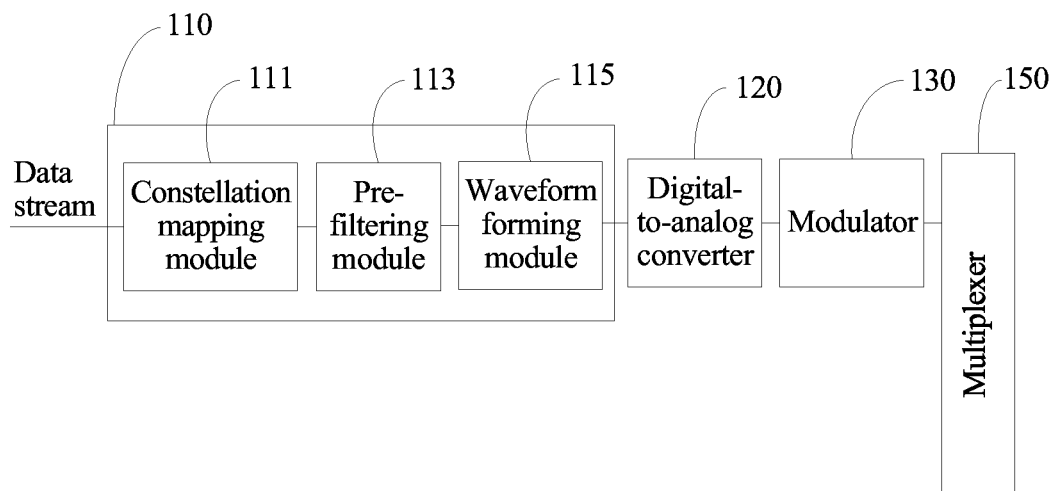 110
111
113
115
120
130
150
Data
stream
Constellation
mapping
module
Pre-
filtering
module
Waveform
forming
module
Digital-
to-analog
converter
Modulator
Multiplexer